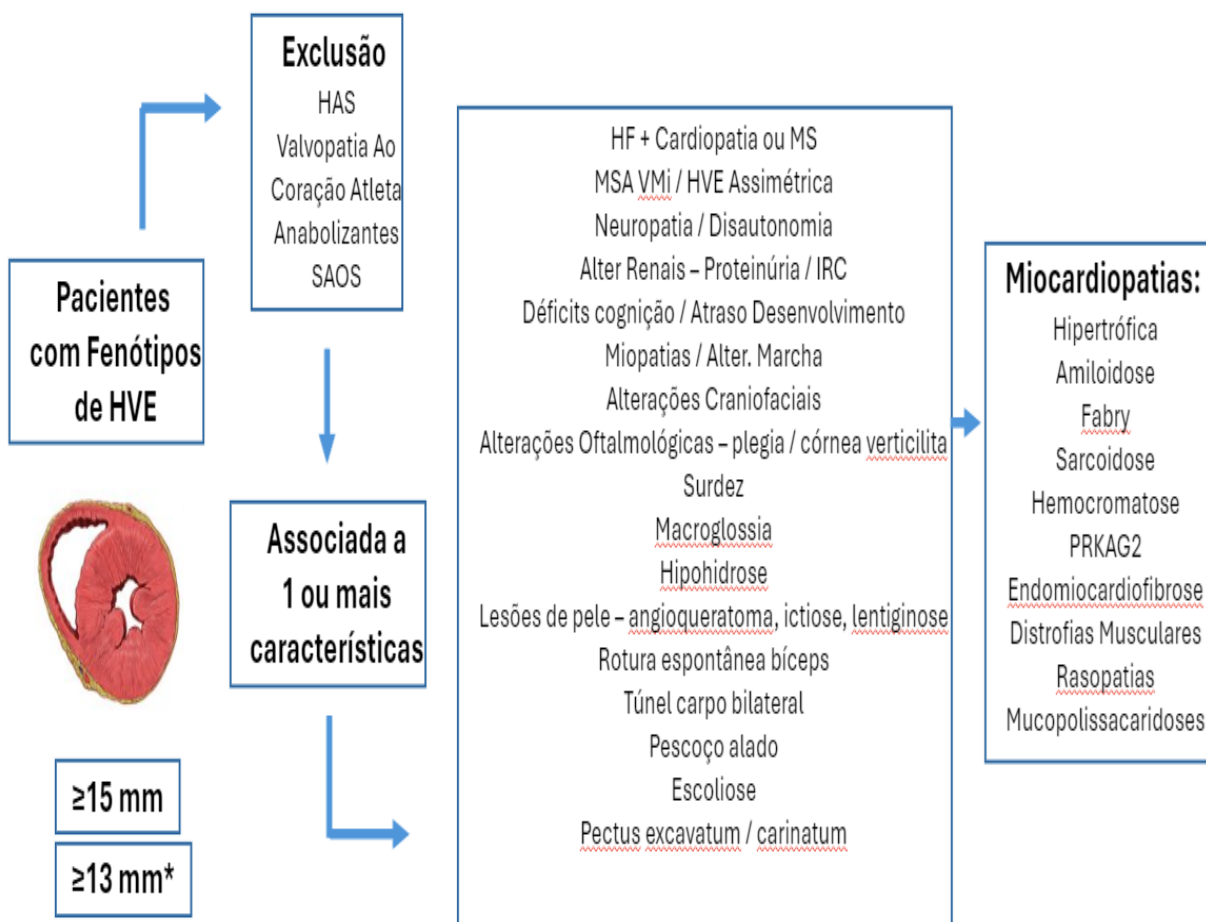 Pacientes
com Fenótipos
de HVE
≥15 mm
≥13 mm*
Exclusão
HAS
Valvopatia Ao
Coração Atleta
Anabolizantes
SAOS
Associada a
1 ou mais
características
HF + Cardiopatia ou MS
MSA VMi / HVE Assimétrica
Neuropatia / Disautonomia
Alter Renais – Proteinúria / IRC
Déficits cognição / Atraso Desenvolvimento
Miopatias / Alter. Marcha
Alterações Craniofaciais
Alterações Oftalmológicas – plegia / córnea verticilita
Surdez
Macroglossia
Hipohidrose
Lesões de pele – angioqueratoma, ictiose, lentiginose
Rotura espontânea bíceps
Túnel carpo bilateral
Pescoço alado
Escoliose
Pectus excavatum / carinatum
Miocardiopatias:
Hipertrófica
Amiloidose
Fabry
Sarcoidose
Hemocromatose
PRKAG2
Endomiocardiofibrose
Distrofias Musculares
Rasopatias
Mucopolissacaridoses